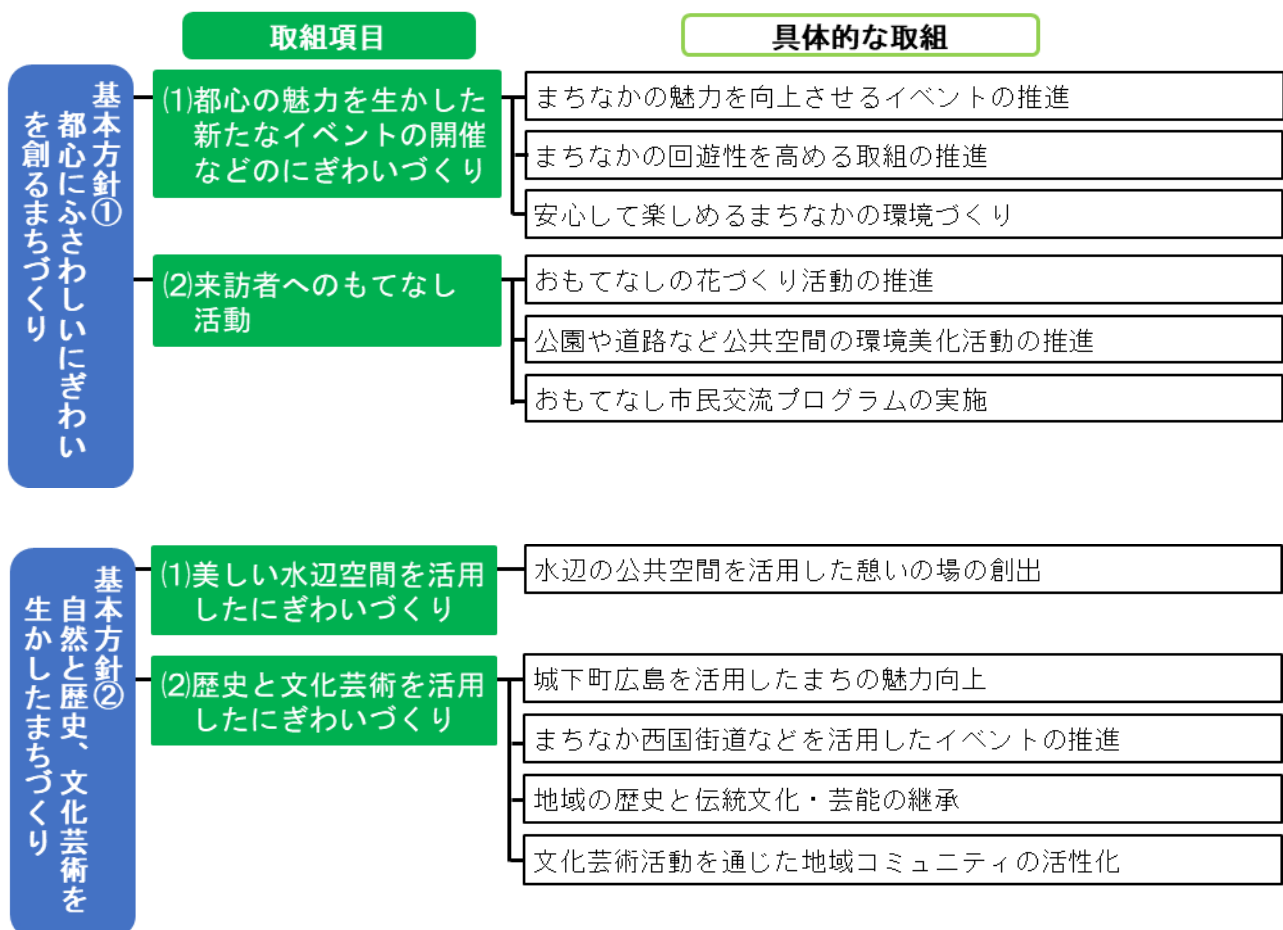 取組項目
具体的な取組
基本方針①
都心にふさわしいにぎわい
を創るまちづくり
(1)都心の魅力を生かした
新たなイベントの開催
などのにぎわいづくり
まちなかの魅力を向上させるイベントの推進
まちなかの回遊性を高める取組の推進
安心して楽しめるまちなかの環境づくり
(2)来訪者へのもてなし
活動
おもてなしの花づくり活動の推進
公園や道路など公共空間の環境美化活動の推進
おもてなし市民交流プログラムの実施
基本方針②
自然と歴史、文化芸術を
生かしたまちづくり
(1)美しい水辺空間を活用
したにぎわいづくり
水辺の公共空間を活用した憩いの場の創出
(2)歴史と文化芸術を活用
したにぎわいづくり
城下町広島を活用したまちの魅力向上
まちなか西国街道などを活用したイベントの推進
地域の歴史と伝統文化・芸能の継承
文化芸術活動を通じた地域コミュニティの活性化